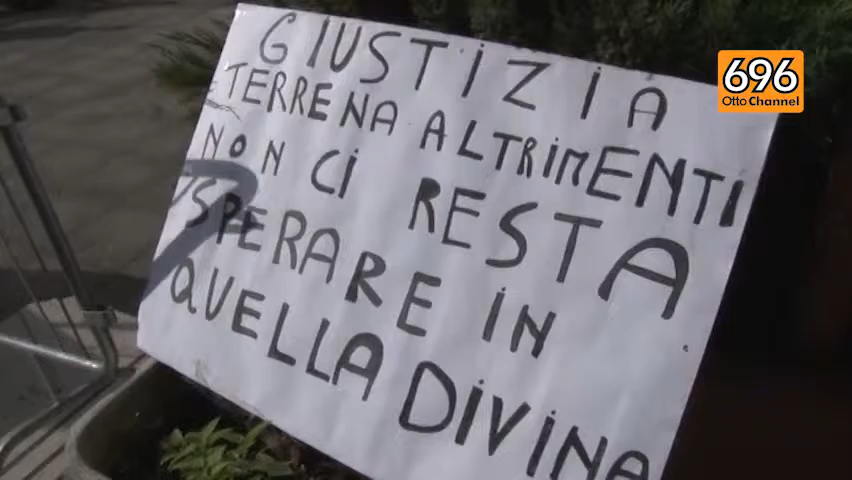 GIUSTIZIA
TERRENA ALTRIMENTI
NON CI RESTA
SPERARE IN
QUELLA DIVINA
696
Otto Channel